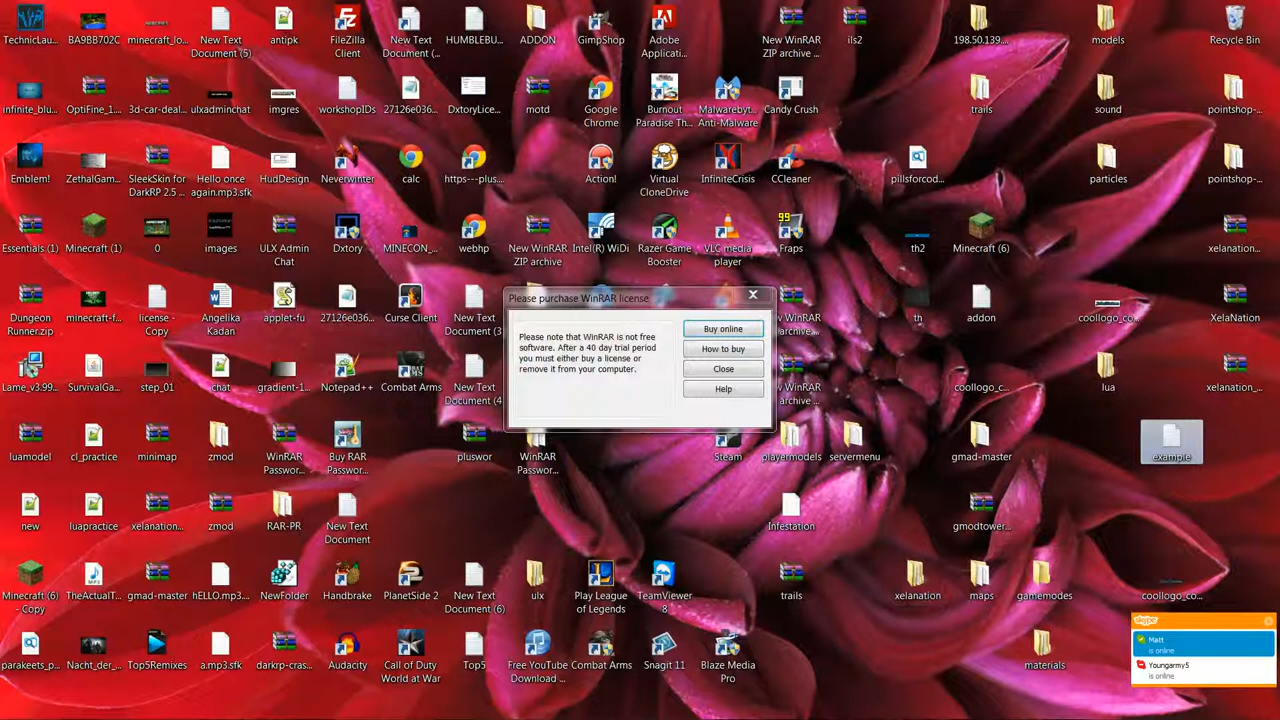 TechnicLau...
BA9BB702C
minecraft_lo...
New Text
Document (5)
antipk
FileZilla
Client
New Text
Document (...
HUMBLEBU...
ADDON
GimpShop
Adobe
Applicati...
New WinRAR
ZIP archive ...
ils2
198.50.139....
models
Recycle Bin
infinite_blu...
OptiFine_1....
3d-car-deal...
ulxadminchat
imgres
workshopIDs
27126e036...
DxtoryLice...
motd
Google
Chrome
Burnout
Paradise Th...
Malwarebyt...
Anti-Malware
Candy Crush
trails
sound
pointshop-...
Emblem!
ZethalGam...
SleekSkin for
DarkRP 2.5 ...
Hello once
again.mp3.sfk
HudDesign
Neverwinter
calc
https---plus...
Action!
Virtual
CloneDrive
InfiniteCrisis
CCleaner
pillsforcod...
particles
pointshop-...
Essentials (1)
Minecraft (1)
0
images
ULX Admin
Chat
Dxtory
MINECON_...
webhp
New WinRAR
ZIP archive
Intel(R) WiDi
Razer Game
Booster
VLC media
player
99
Fraps
th2
Minecraft (6)
xelanation...
Dungeon
Runner.zip
minecraft-f...
license -
Copy
Angelika
Kadan
applet-fu
27126e036...
Curse Client
New Text
Document (3
WinRAR
archive ...
th
addon
coollogo_co...
XelaNation
Please purchase WinRAR license
Please note that WinRAR is not free
software. After a 40 day trial period
you must either buy a license or
remove it from your computer.
Buy online
How to buy
Close
Help
Lame_v3.99...
SurvivalGa...
step_01
chat
gradient-1...
Notepad++
Combat Arms
New Text
Document (4
WinRAR
archive ...
coollogo_co...
lua
xelanation_...
luamodel
cl_practice
minimap
zmod
WinRAR
Passwor...
Buy RAR
Passwor...
pluswor
WinRAR
Passwor...
Steam
playermodels
servermenu
gmad-master
example
new
luapractice
xelanation...
zmod
RAR-PR
New Text
Document
Infestation
gmodtower...
Minecraft (6)
- Copy
TheActualT...
gmad-master
hELLO.mp3...
NewFolder
Handbrake
PlanetSide 2
New Text
Document (6)
ulx
Play League
of Legends
TeamViewer
8
trails
xelanation
maps
gamemodes
coollogo_co...
parakeets_p...
Nacht_der_...
Top5Remixes
a.mp3.sfk
darkrp-cras...
Audacity
Call of Duty
World at War
Top5
Free YouTube
Download ...
Combat Arms
Snagit 11
Blaze Media
Pro
materials
skype
Matt
is online
Youngarmy5
is online